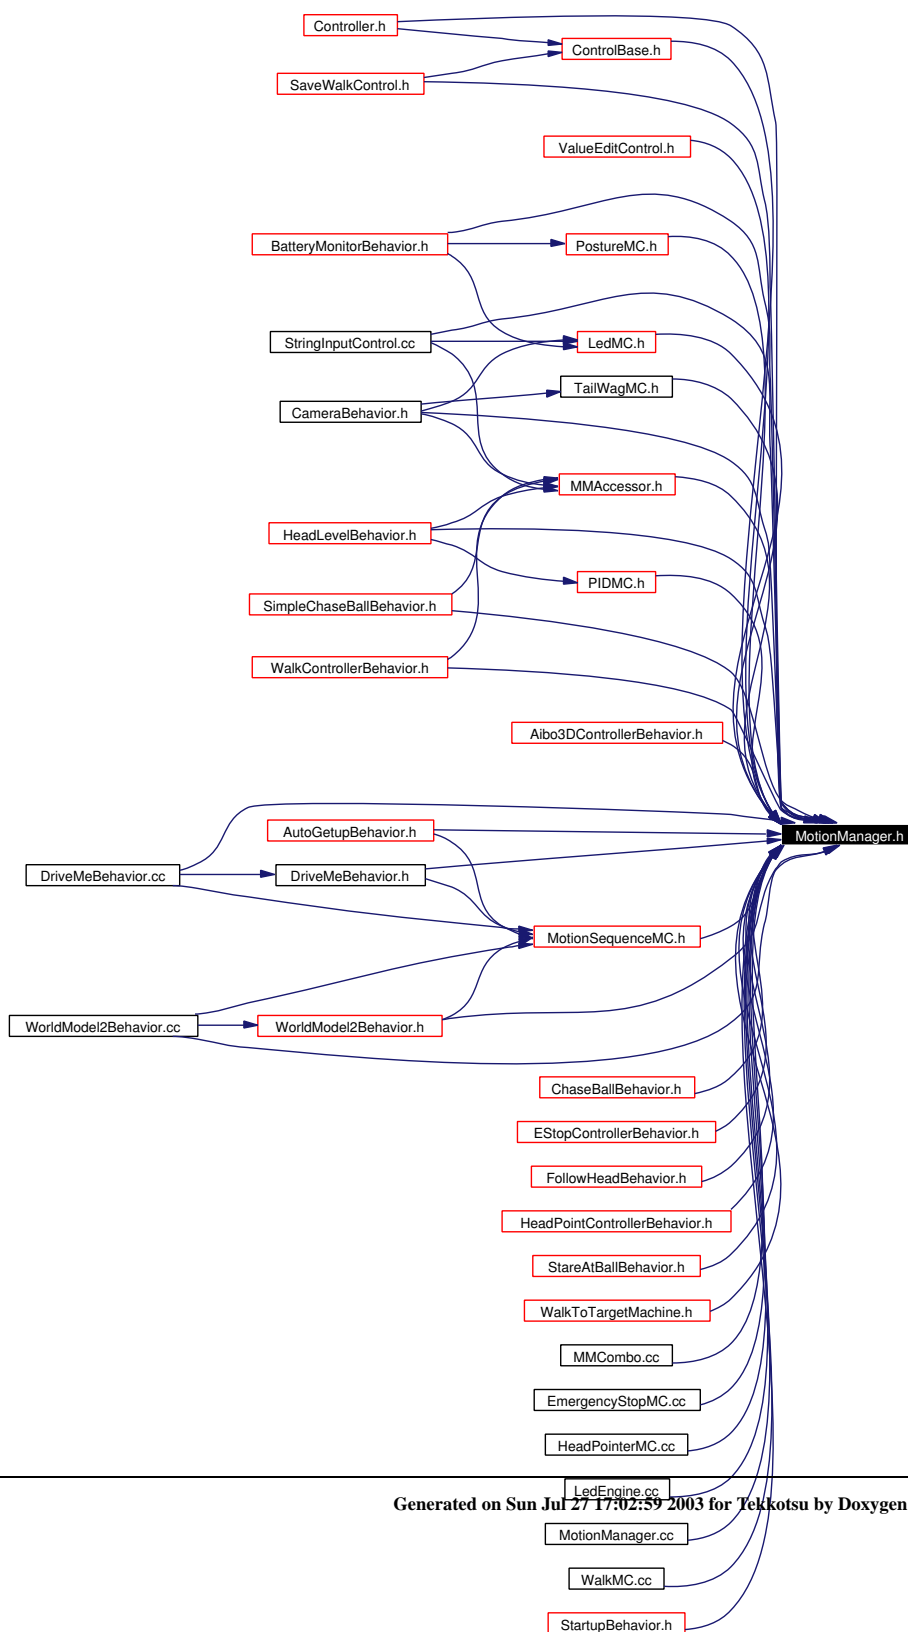 Controller.h
ControlBase.h
SaveWalkControl.h
ValueEditControl.h
BatteryMonitorBehavior.h
PostureMC.h
StringInputControl.cc
LedMC.h
TailWagMC.h
CameraBehavior.h
MMAccessor.h
HeadLevelBehavior.h
PIDMC.h
SimpleChaseBallBehavior.h
WalkControllerBehavior.h
Aibo3DControllerBehavior.h
AutoGetupBehavior.h
MotionManager.h
DriveMeBehavior.cc
DriveMeBehavior.h
MotionSequenceMC.h
WorldModel2Behavior.cc
WorldModel2Behavior.h
ChaseBallBehavior.h
EStopControllerBehavior.h
FollowHeadBehavior.h
HeadPointControllerBehavior.h
StareAtBallBehavior.h
WalkToTargetMachine.h
MMCombo.cc
EmergencyStopMC.cc
HeadPointerMC.cc
LedEngine.cc
Generated on Sun Jul 27 17:02:59 2003 for Tekkotsu by Doxygen
MotionManager.cc
WalkMC.cc
StartupBehavior.h